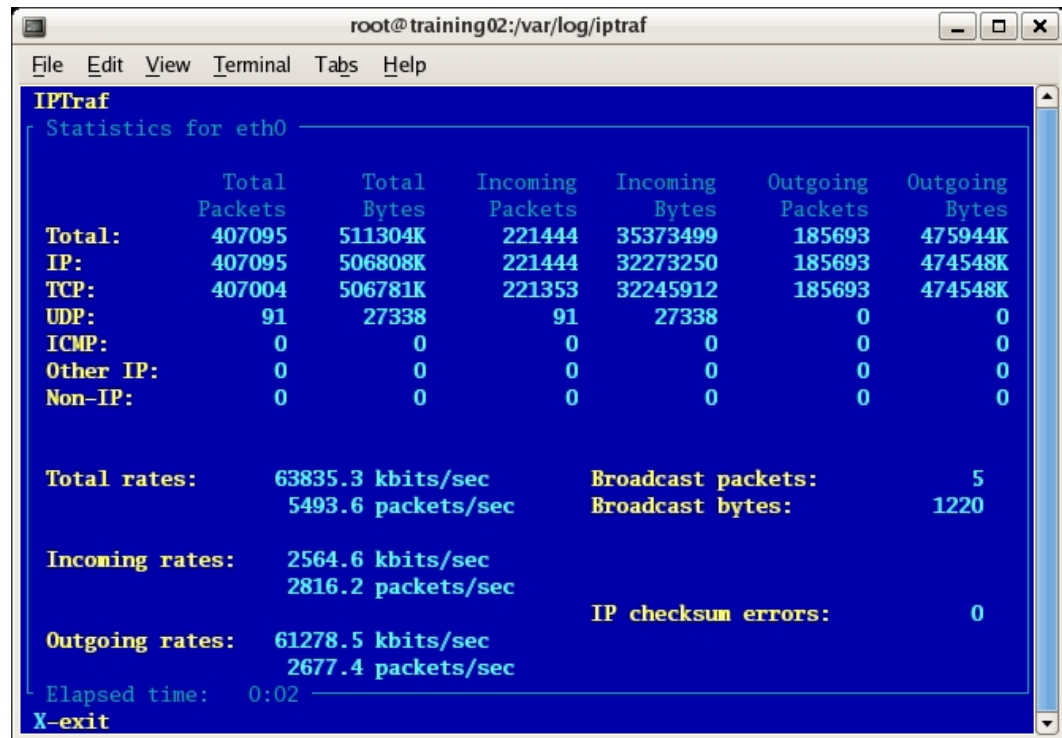 root@training02:/var/log/iptraf
File Edit View Terminal Tabs Help
IPTraf
Statistics for eth0
Total Total Incoming Incoming Outgoing Outgoing
Packets Bytes Packets Bytes Packets Bytes
Total: 407095 511304K 221444 35373499 185693 475944K
IP: 407095 506808K 221444 32273250 185693 474548K
TCP: 407004 506781K 221353 32245912 185693 474548K
UDP: 91 27338 91 27338 0 0
ICMP: 0 0 0 0 0 0
Other IP: 0 0 0 0 0 0
Non-IP: 0 0 0 0 0 0
Total rates: 63835.3 kbits/sec Broadcast packets: 5
5493.6 packets/sec Broadcast bytes: 1220
Incoming rates: 2564.6 kbits/sec
2816.2 packets/sec
IP checksum errors: 0
Outgoing rates: 61278.5 kbits/sec
2677.4 packets/sec
Elapsed time: 0:02
X-exit